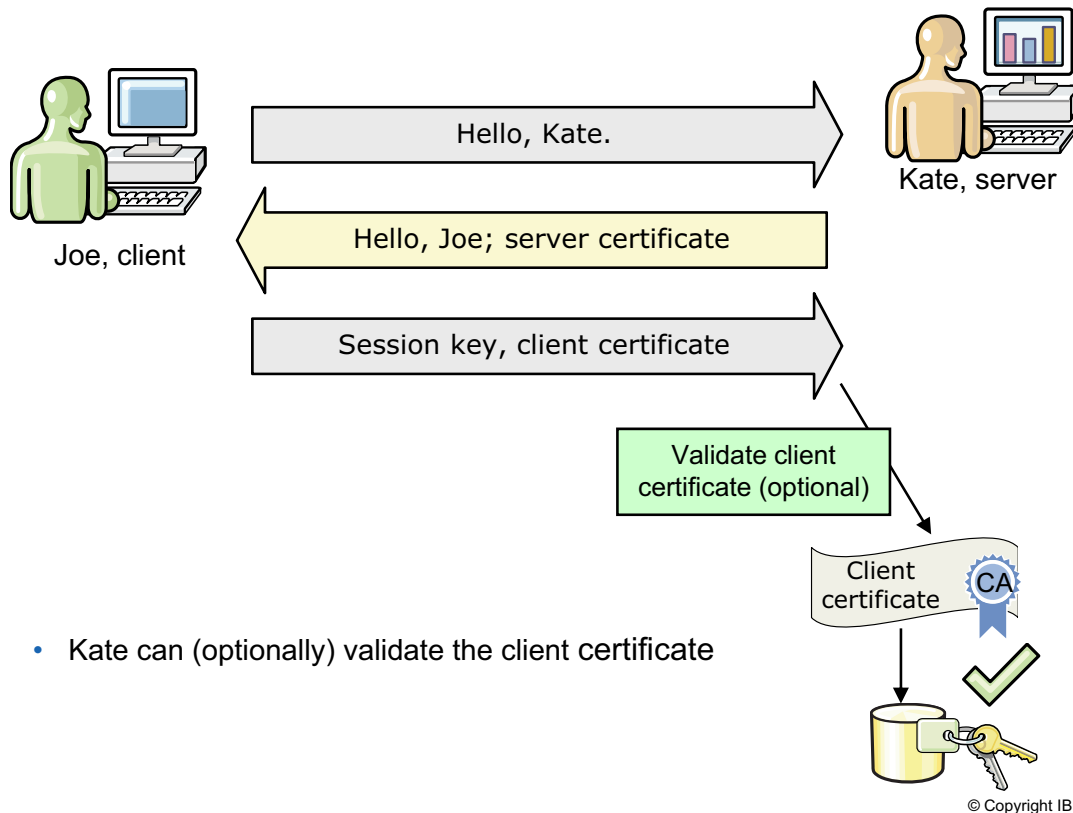 Hello, Kate.
Kate, server
Hello, Joe; server certificate
Joe, client
Session key, client certificate
Validate client
certificate (optional)
Client
certificate
CA
• Kate can (optionally) validate the client certificate
© Copyright IB